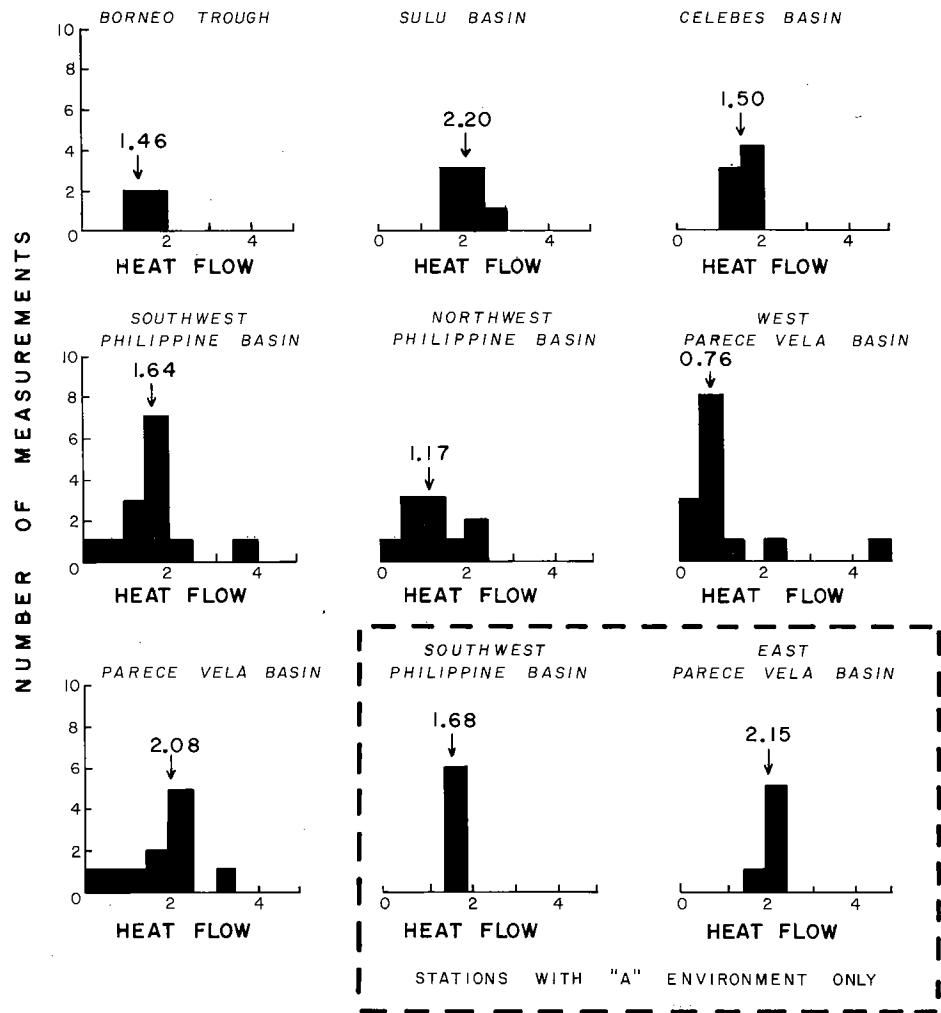 BORNEO TROUGH
10
8
6
4
2
0
1.46
2
4
HEAT FLOW
SULU BASIN
2.20
0
2
4
HEAT FLOW
CELEBES BASIN
1.50
0
2
4
HEAT FLOW
NUMBER OF MEASUREMENTS
SOUTHWEST
PHILIPPINE BASIN
10
8
6
4
2
0
1.64
2
4
HEAT FLOW
NORTHWEST
PHILIPPINE BASIN
1.17
0
2
4
HEAT FLOW
WEST
PARECE VELA BASIN
0.76
0
2
4
HEAT FLOW
PARECE VELA BASIN
10
8
6
4
2
0
2.08
2
4
HEAT FLOW
SOUTHWEST
PHILIPPINE BASIN
1.68
0
2
4
HEAT FLOW
EAST
PARECE VELA BASIN
2.15
0
2
4
HEAT FLOW
STATIONS WITH "A" ENVIRONMENT ONLY